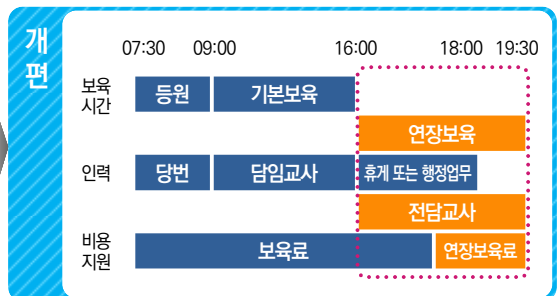 개편
07:30 09:00 16:00 18:00 19:30
보육
시간
등원 기본보육
연장보육
인력
당번 담임교사 휴게 또는 행정업무
전담교사
비용
지원
보육료 연장보육료